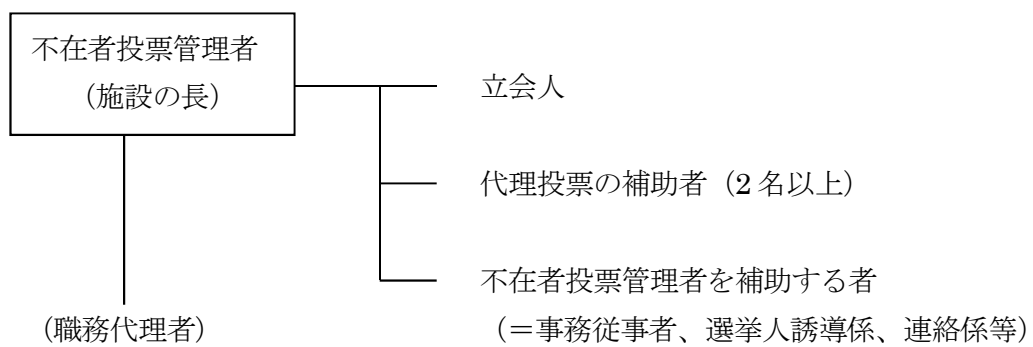 不在者投票管理者
（施設の長）
立会人
代理投票の補助者（2 名以上）
不在者投票管理者を補助する者
（職務代理者）
（＝事務従事者、選挙人誘導係、連絡係等）